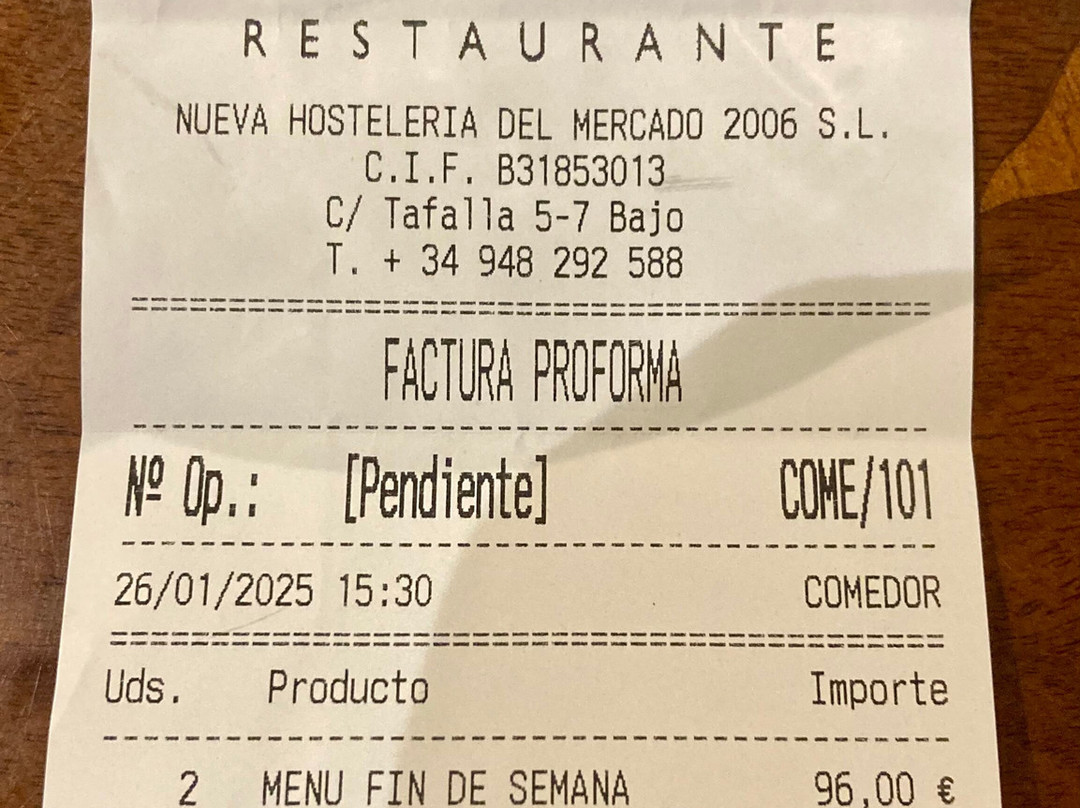 RESTAURANTE
NUEVA HOSTELERIA DEL MERCADO 2006 S.L.
C.I.F. B31853013
C/ Tafalla 5-7 Bajo
T. + 34 948 292 588
FACTURA PROFORMA
Nº Op.: [Pendiente] COME/101
26/01/2025 15:30 COMEDOR
Uds. Producto Importe
2 MENU FIN DE SEMANA 96,00 €